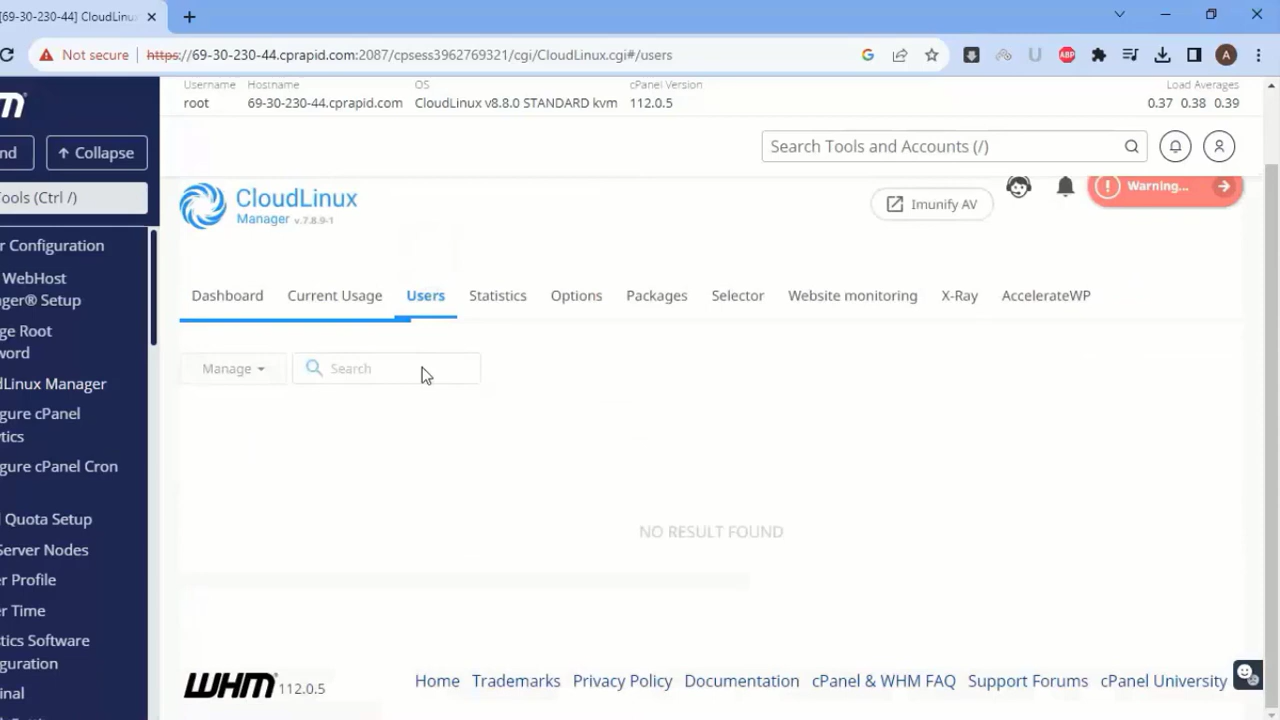 [69-30-230-44] CloudLinu
Not secure https://69-30-230-44.cprapid.com:2087/cpsess3962769321/cgi/CloudLinux.cgi#/users
ABP
A
Username Hostname OS cPanel Version Load Averages
root 69-30-230-44.cprapid.com CloudLinux v8.8.0 STANDARD kvm 112.0.5 0.37 0.38 0.39
nd
↑ Collapse
Search Tools and Accounts (/)
Tools (Ctrl /)
CloudLinux
Manager v.7.8.9-1
Imunify AV
Warning...
r Configuration
WebHost
ager® Setup
ge Root
word
dLinux Manager
gure cPanel
ytics
gure cPanel Cron
l Quota Setup
Server Nodes
er Profile
er Time
stics Software
guration
inal
Dashboard Current Usage Users Statistics Options Packages Selector Website monitoring X-Ray AccelerateWP
Manage
Search
NO RESULT FOUND
WHM 112.0.5
Home Trademarks Privacy Policy Documentation cPanel & WHM FAQ Support Forums cPanel University